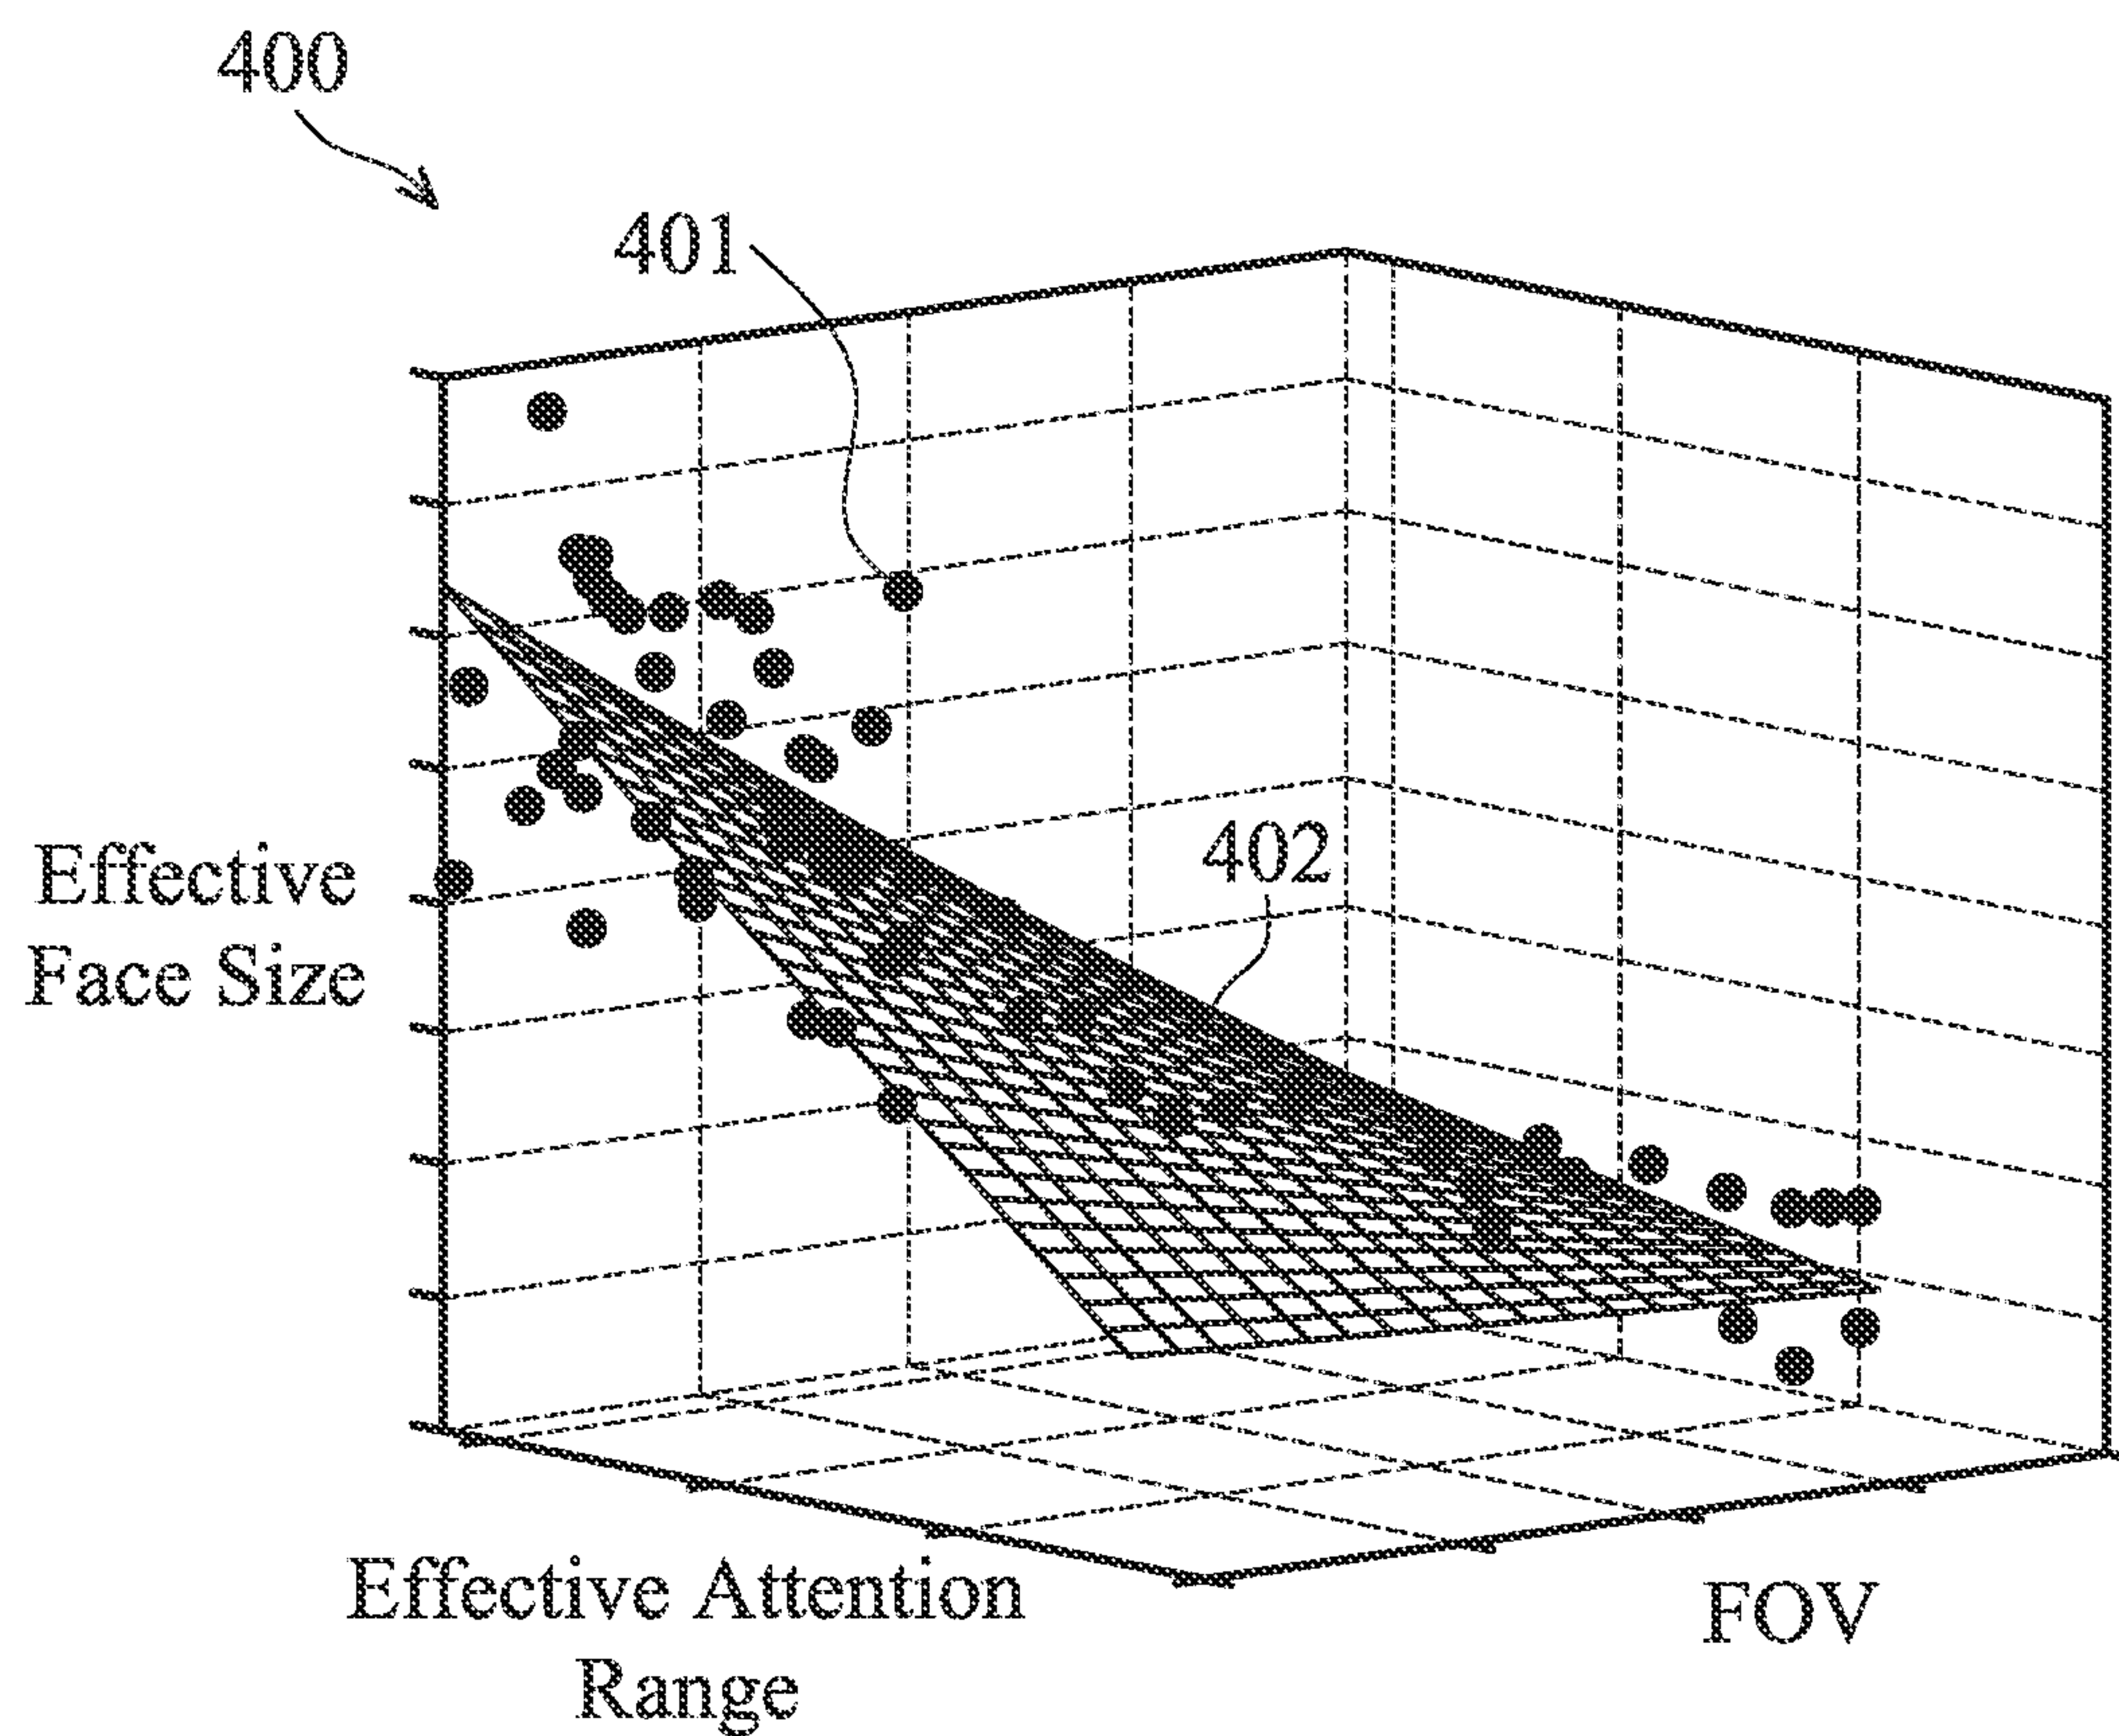 400
401
402
Effective
Face Size
Effective Attention
Range
FOV